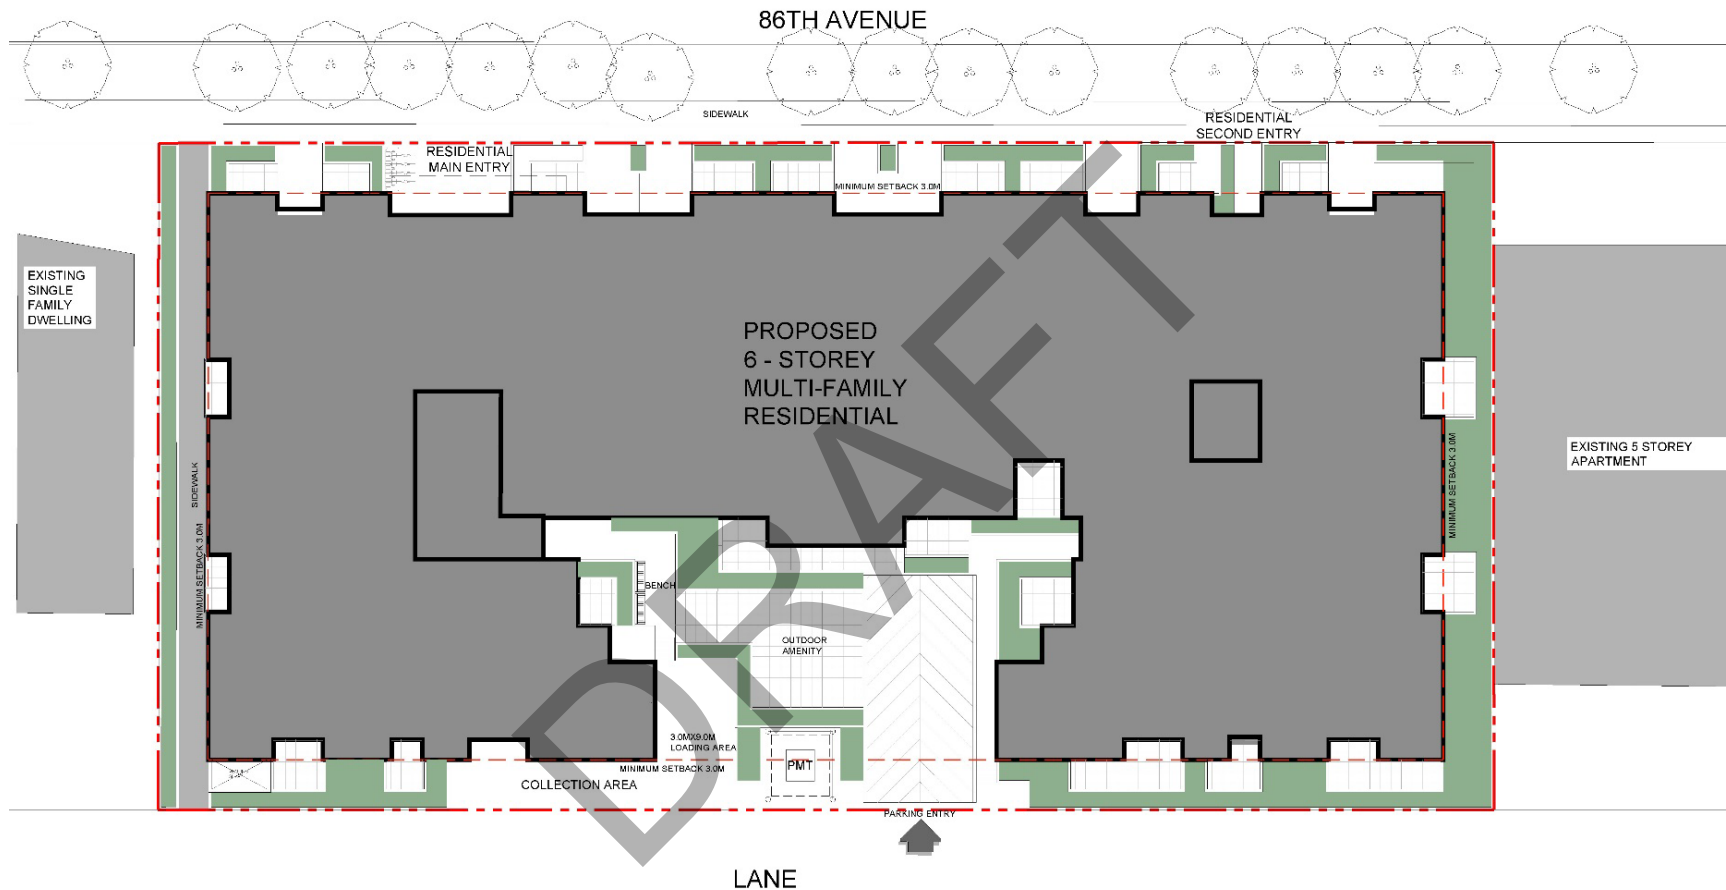 86TH AVENUE
SIDEWALK
RESIDENTIAL
SECOND ENTRY
RESIDENTIAL
MAIN ENTRY
MINIMUM SETBACK 3.0M
EXISTING
SINGLE
FAMILY
DWELLING
PROPOSED
6 - STOREY
MULTI-FAMILY
RESIDENTIAL
EXISTING 5 STOREY
APARTMENT
SIDEWALK
MINIMUM SETBACK 3.0M
MINIMUM SETBACK 3.0M
BENCH
OUTDOOR
AMENITY
DRAFT
3.0MX9.0M
LOADING AREA
MINIMUM SETBACK 3.0M
PMT
COLLECTION AREA
PARKING ENTRY
LANE